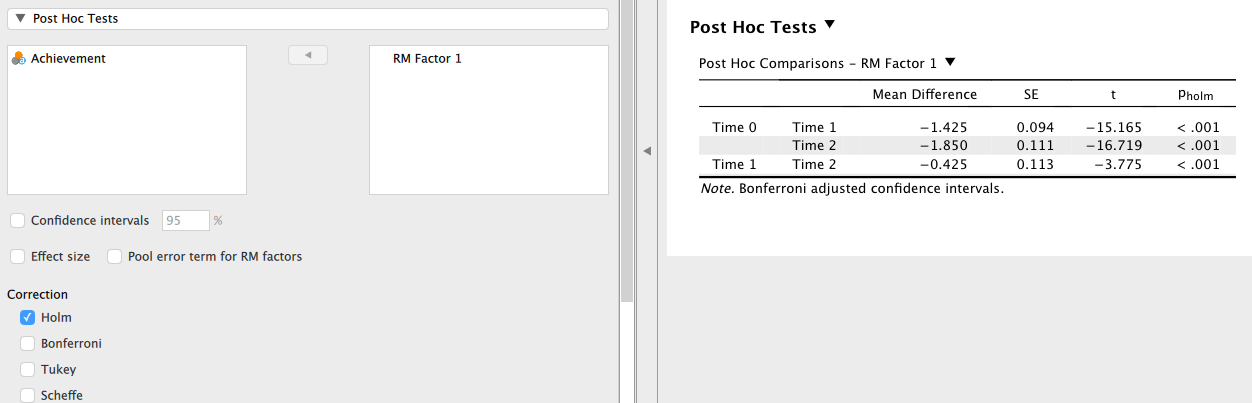 Post Hoc Tests
Achievement
RM Factor 1
Confidence intervals 95 %
Effect size Pool error term for RM factors
Correction
Holm
Bonferroni
Tukey
Scheffe
Post Hoc Tests
Post Hoc Comparisons – RM Factor 1
Mean Difference SE t pholm
Time 0 Time 1 −1.425 0.094 −15.165 < .001
Time 2 −1.850 0.111 −16.719 < .001
Time 1 Time 2 −0.425 0.113 −3.775 < .001
Note. Bonferroni adjusted confidence intervals.